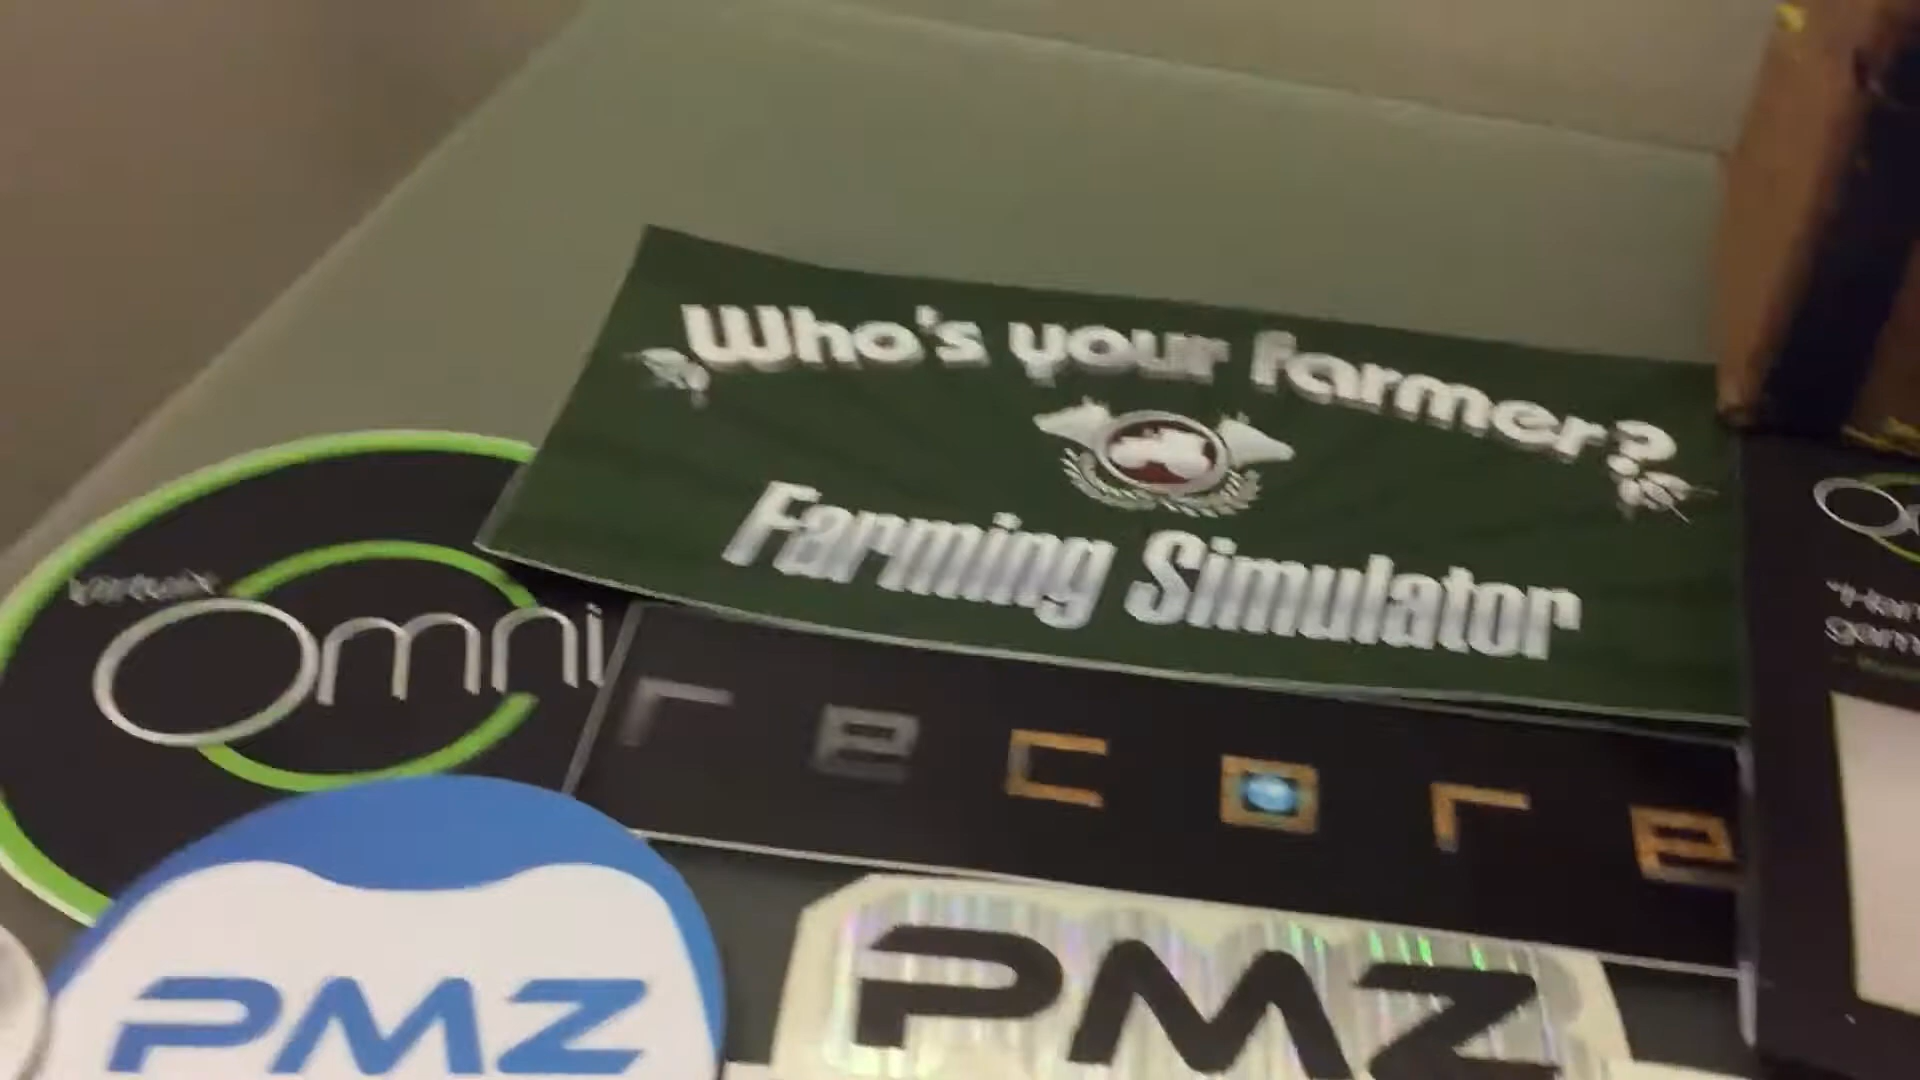 Who's your farmer?
Farming Simulator
Omni
recore
PMZ
PMZ